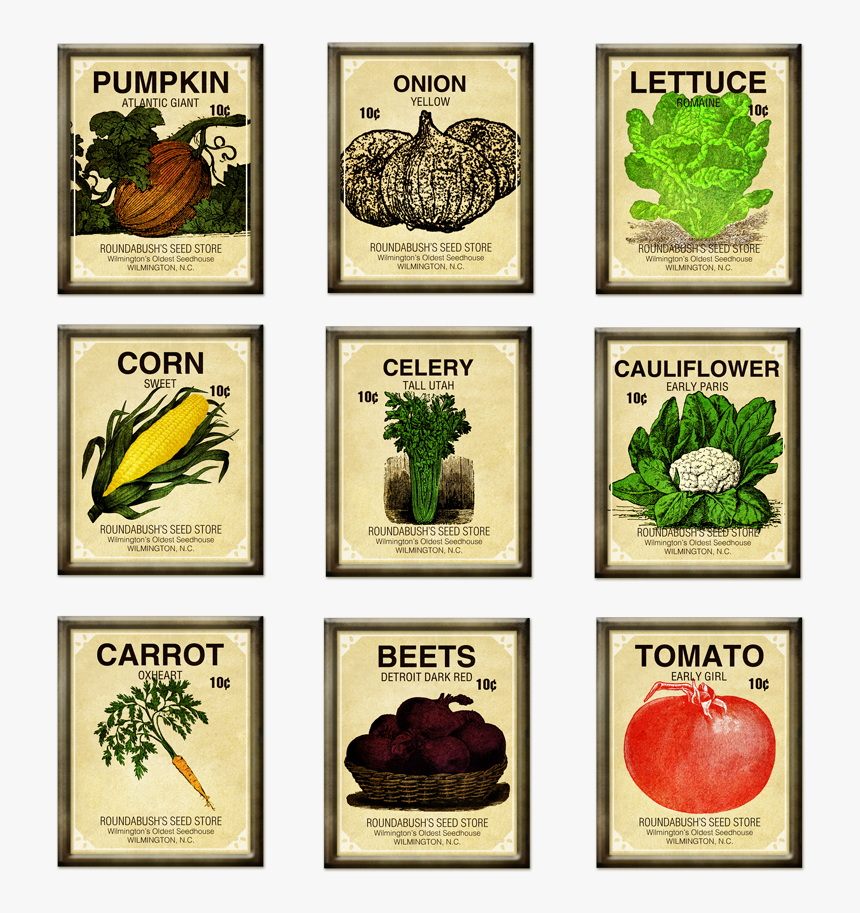 PUMPKIN
ATLANTIC GIANT
10¢
ROUNDABUSH'S SEED STORE
Wilmington's Oldest Seedhouse
WILMINGTON, N.C.
ONION
YELLOW
10¢
ROUNDABUSH'S SEED STORE
Wilmington's Oldest Seedhouse
WILMINGTON, N.C.
LETTUCE
ROMAINE
10¢
ROUNDABUSH'S SEED STORE
Wilmington's Oldest Seedhouse
WILMINGTON, N.C.
CORN
SWEET
10¢
ROUNDABUSH'S SEED STORE
Wilmington's Oldest Seedhouse
WILMINGTON, N.C.
CELERY
TALL UTAH
10¢
ROUNDABUSH'S SEED STORE
Wilmington's Oldest Seedhouse
WILMINGTON, N.C.
CAULIFLOWER
EARLY PARIS
10¢
ROUNDABUSH'S SEED STORE
Wilmington's Oldest Seedhouse
WILMINGTON, N.C.
CARROT
OXHEART
10¢
ROUNDABUSH'S SEED STORE
Wilmington's Oldest Seedhouse
WILMINGTON, N.C.
BEETS
DETROIT DARK RED
10¢
ROUNDABUSH'S SEED STORE
Wilmington's Oldest Seedhouse
WILMINGTON, N.C.
TOMATO
EARLY GIRL
10¢
ROUNDABUSH'S SEED STORE
Wilmington's Oldest Seedhouse
WILMINGTON, N.C.